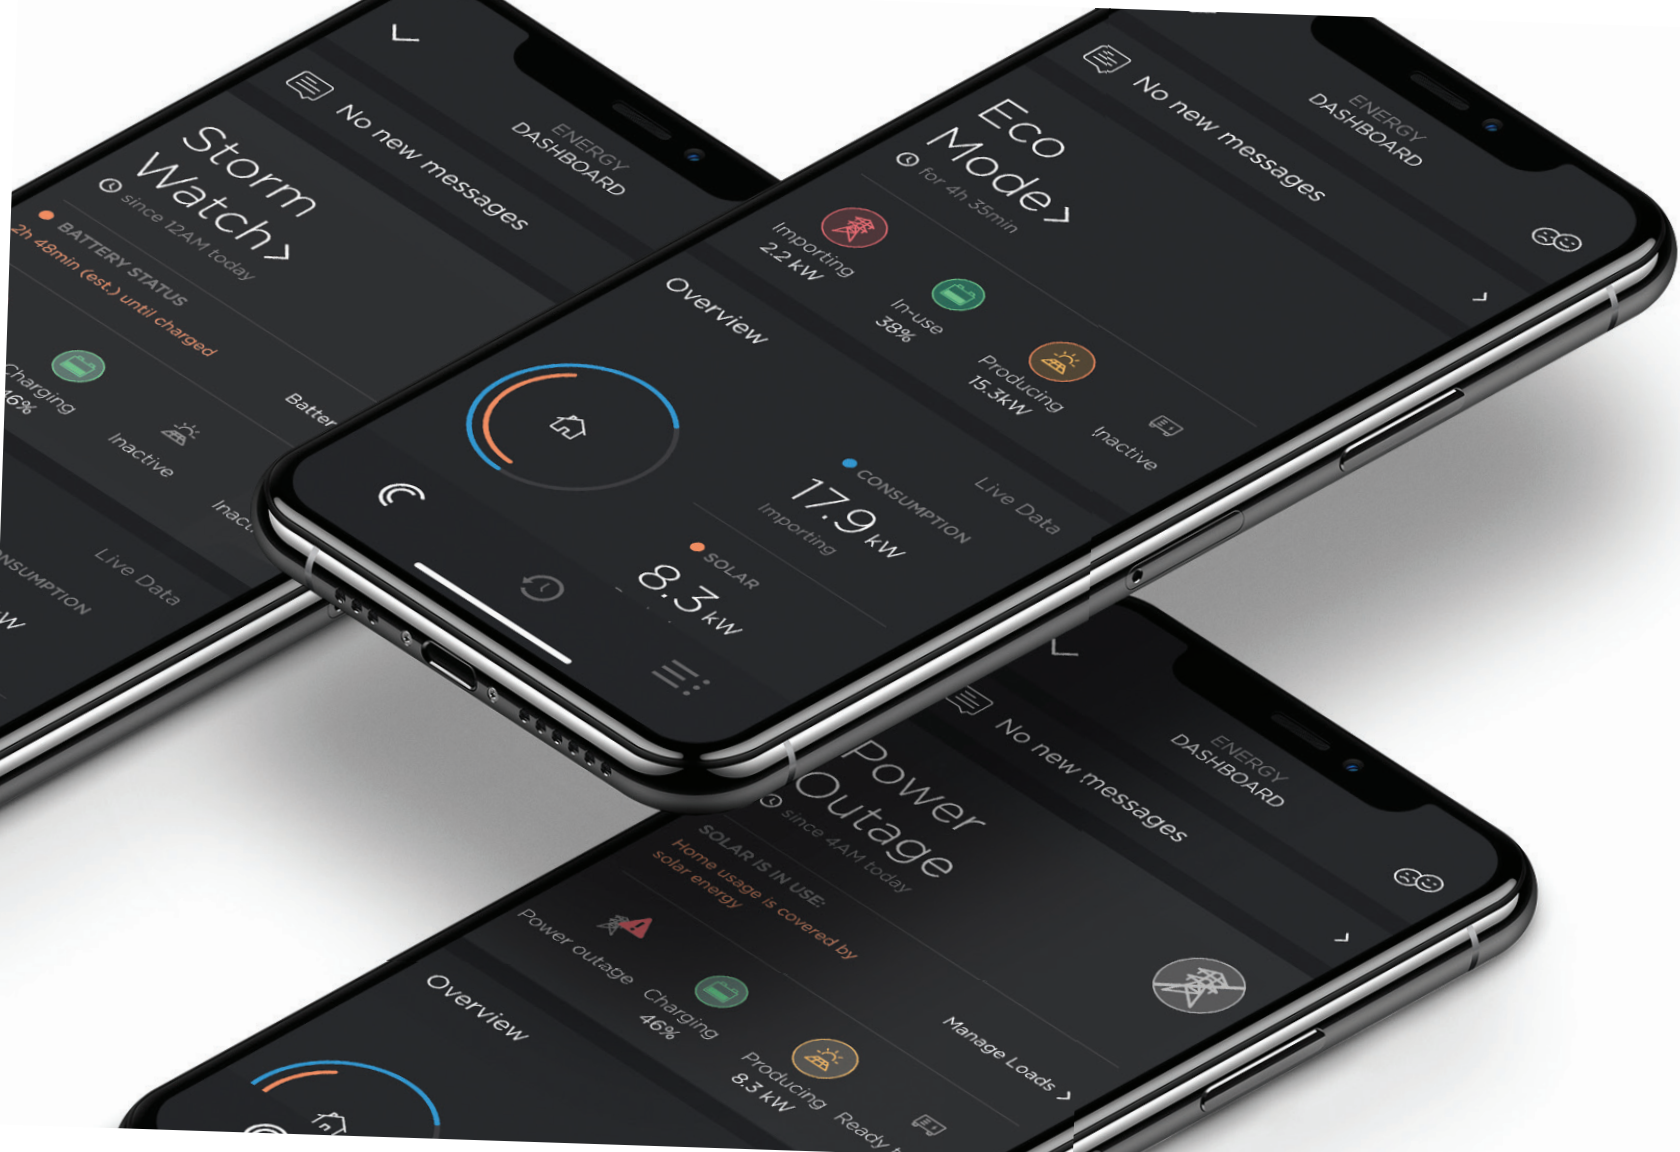 ENERGY
DASHBOARD
No new messages
Storm
Watch
since 12AM today
BATTERY STATUS
2h 48min (est.) until charged
Charging
46%
Inactive
Live Data
ENERGY
DASHBOARD
No new messages
Eco
Mode
for 4h 35min
Importing
2.2 kW
In-use
38%
Producing
15.3kW
Inactive
Overview
Live Data
CONSUMPTION
17.9 kW
Importing
SOLAR
8.3 kW
ENERGY
DASHBOARD
No new messages
Power
Outage
since 4AM today
SOLAR IS IN USE:
Home usage is covered by
solar energy
Manage Loads
Power outage
Charging
46%
Producing
8.3 kW
Ready
Overview